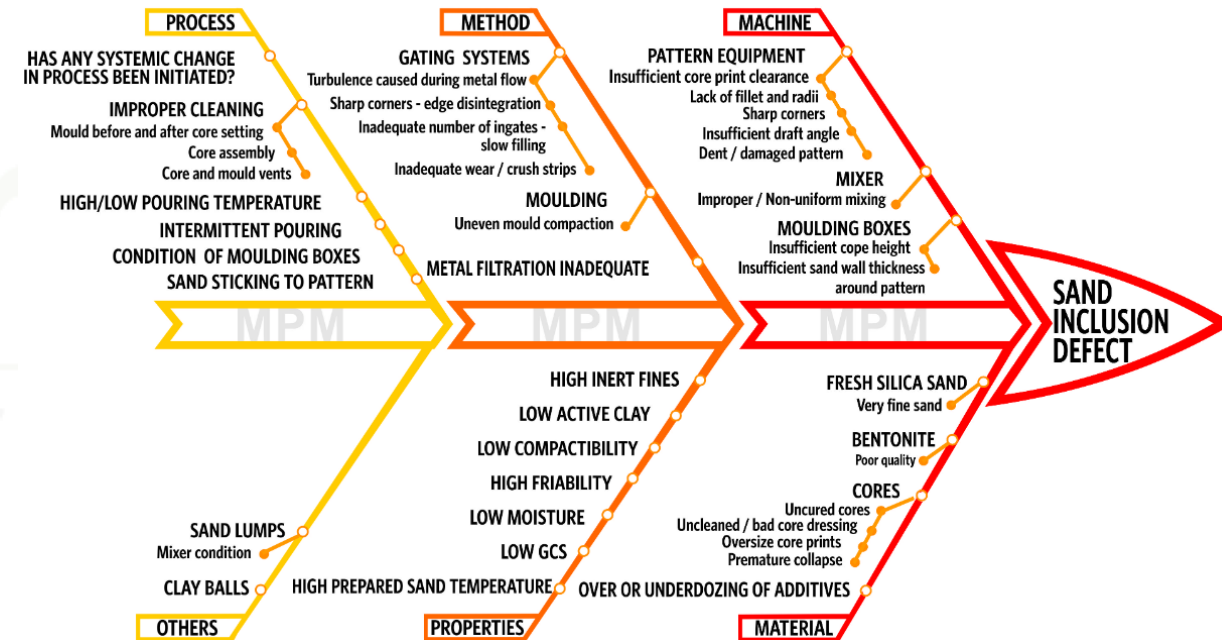 PROCESS
HAS ANY SYSTEMIC CHANGE
IN PROCESS BEEN INITIATED?
IMPROPER CLEANING
Mould before and after core setting
Core assembly
Core and mould vents
HIGH/LOW POURING TEMPERATURE
INTERMITTENT POURING
CONDITION OF MOULDING BOXES
SAND STICKING TO PATTERN
METHOD
GATING SYSTEMS
Turbulence caused during metal flow
Sharp corners - edge disintegration
Inadequate number of ingates -
slow filling
Inadequate wear / crush strips
MOULDING
Uneven mould compaction
METAL FILTRATION INADEQUATE
MACHINE
PATTERN EQUIPMENT
Insufficient core print clearance
Lack of fillet and radii
Sharp corners
Insufficient draft angle
Dent / damaged pattern
MIXER
Improper / Non-uniform mixing
MOULDING BOXES
Insufficient cope height
Insufficient sand wall thickness
around pattern
MPM
MPM
MPM
SAND
INCLUSION
DEFECT
SAND LUMPS
Mixer condition
CLAY BALLS
OTHERS
HIGH INERT FINES
LOW ACTIVE CLAY
LOW COMPACTIBILITY
HIGH FRIABILITY
LOW MOISTURE
LOW GCS
HIGH PREPARED SAND TEMPERATURE
PROPERTIES
FRESH SILICA SAND
Very fine sand
BENTONITE
Poor quality
CORES
Uncured cores
Uncleaned / bad core dressing
Oversize core prints
Premature collapse
OVER OR UNDERDOZING OF ADDITIVES
MATERIAL